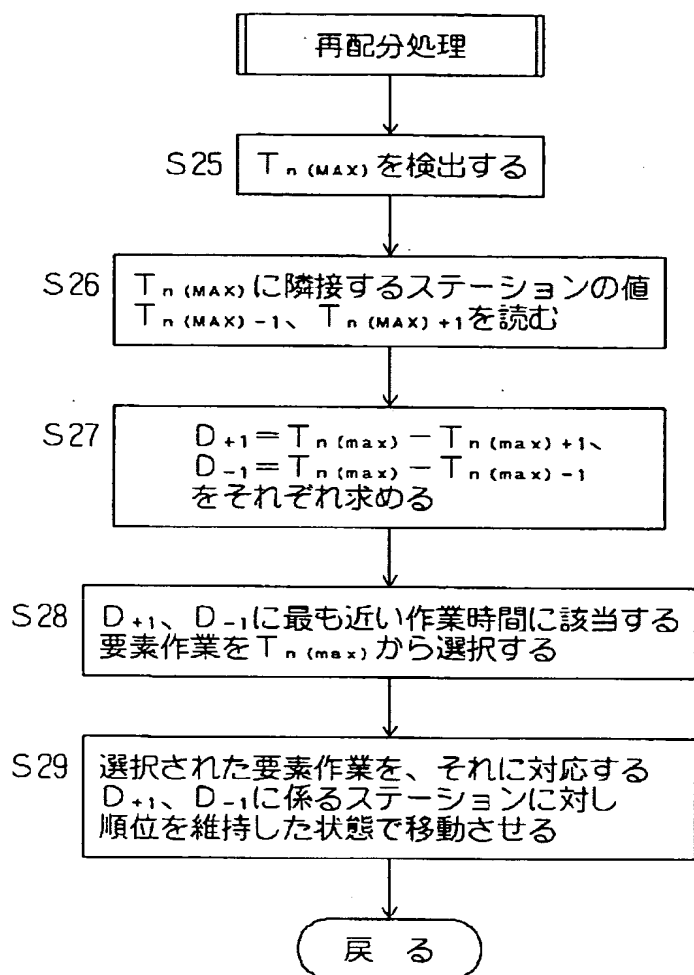 再配分処理
S25 Tn(MAX)を検出する
S26 Tn(MAX)に隣接するステーションの値
Tn(MAX)-1、Tn(MAX)+1を読む
S27 D+1=Tn(max)-Tn(max)+1、
D-1=Tn(max)-Tn(max)-1
をそれぞれ求める
S28 D+1、D-1に最も近い作業時間に該当する
要素作業をTn(max)から選択する
S29 選択された要素作業を、それに対応する
D+1、D-1に係るステーションに対し
順位を維持した状態で移動させる
戻る